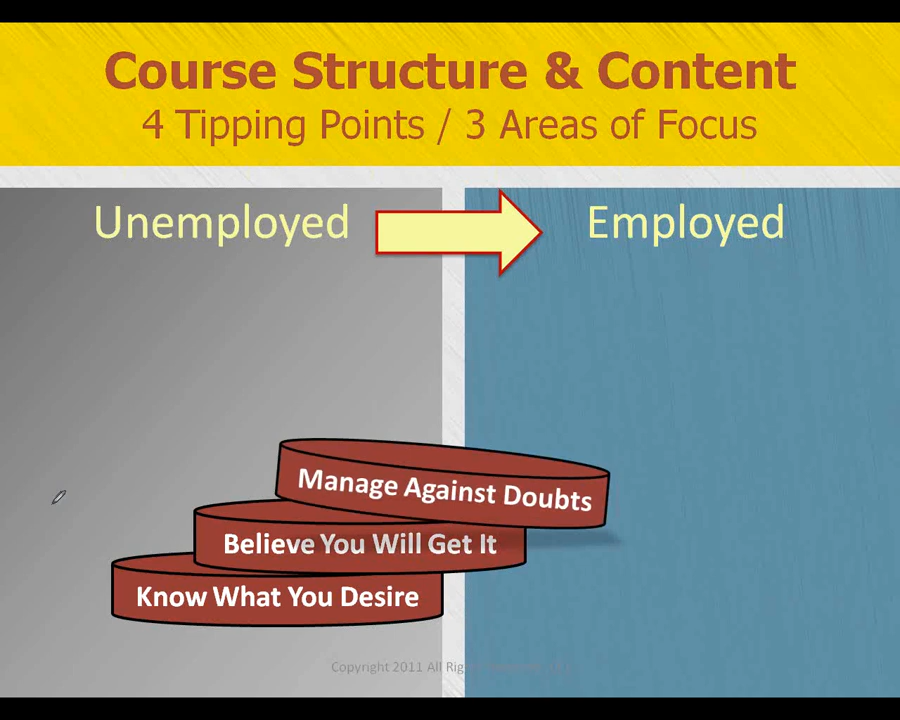 Course Structure & Content
4 Tipping Points / 3 Areas of Focus
Unemployed
Employed
Manage Against Doubts
Believe You Will Get It
Know What You Desire
Copyright 2011 All